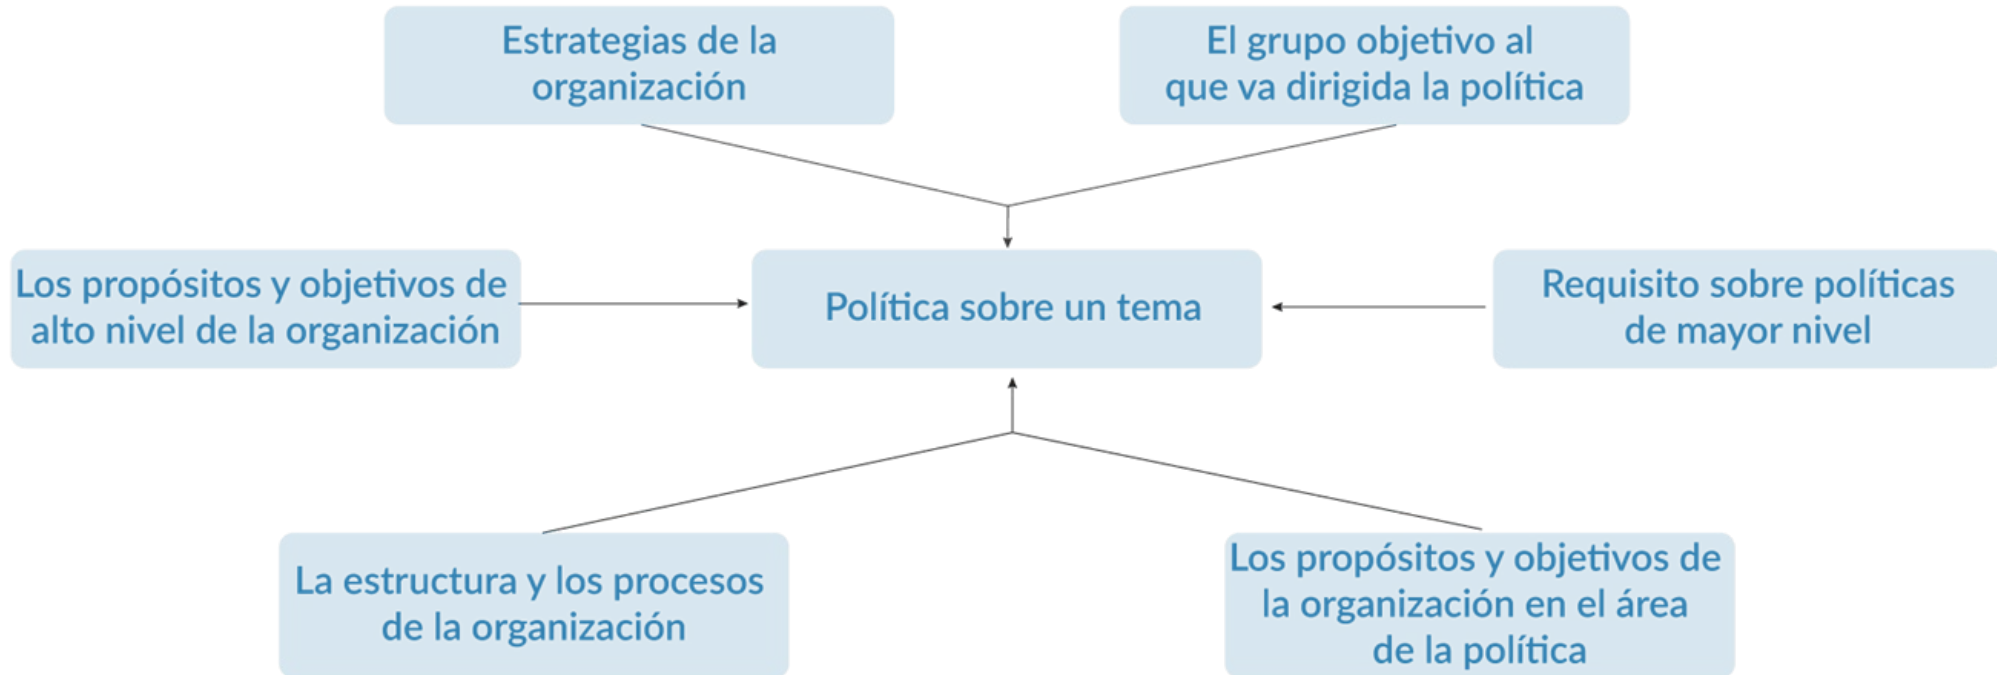 Estrategias de la
organización
El grupo objetivo al
que va dirigida la política
Los propósitos y objetivos de
alto nivel de la organización
Política sobre un tema
Requisito sobre políticas
de mayor nivel
La estructura y los procesos
de la organización
Los propósitos y objetivos de
la organización en el área
de la política